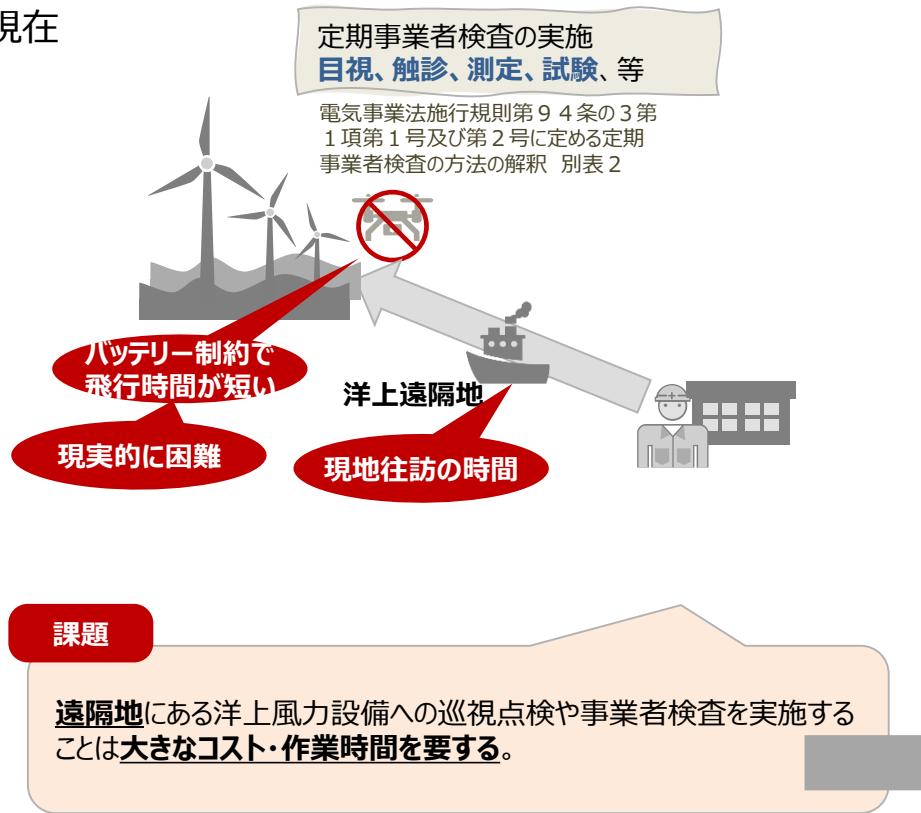 現在
定期事業者検査の実施
目視、触診、測定、試験、等
電気事業法施行規則第94条の3第
1項第1号及び第2号に定める定期
事業者検査の方法の解釈 別表2
バッテリー制約で
飛行時間が短い
洋上遠隔地
現実的に困難
現地往訪の時間
課題
遠隔地にある洋上風力設備への巡視点検や事業者検査を実施する
ことは大きなコスト・作業時間を要する。